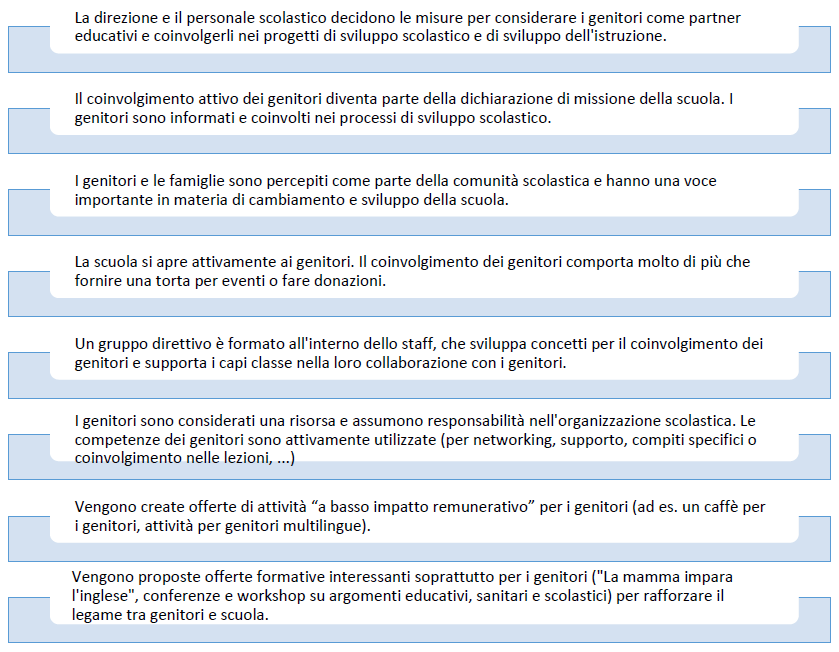 La direzione e il personale scolastico decidono le misure per considerare i genitori come partner
educativi e coinvolgerli nei progetti di sviluppo scolastico e di sviluppo dell'istruzione.
Il coinvolgimento attivo dei genitori diventa parte della dichiarazione di missione della scuola. I
genitori sono informati e coinvolti nei processi di sviluppo scolastico.
I genitori e le famiglie sono percepiti come parte della comunità scolastica e hanno una voce
importante in materia di cambiamento e sviluppo della scuola.
La scuola si apre attivamente ai genitori. Il coinvolgimento dei genitori comporta molto di più che
fornire una torta per eventi o fare donazioni.
Un gruppo direttivo è formato all'interno dello staff, che sviluppa concetti per il coinvolgimento dei
genitori e supporta i capi classe nella loro collaborazione con i genitori.
I genitori sono considerati una risorsa e assumono responsabilità nell'organizzazione scolastica. Le
competenze dei genitori sono attivamente utilizzate (per networking, supporto, compiti specifici o
coinvolgimento nelle lezioni, ...)
Vengono create offerte di attività “a basso impatto remunerativo” per i genitori (ad es. un caffè per
i genitori, attività per genitori multilingue).
Vengono proposte offerte formative interessanti soprattutto per i genitori ("La mamma impara
l'inglese", conferenze e workshop su argomenti educativi, sanitari e scolastici) per rafforzare il
legame tra genitori e scuola.